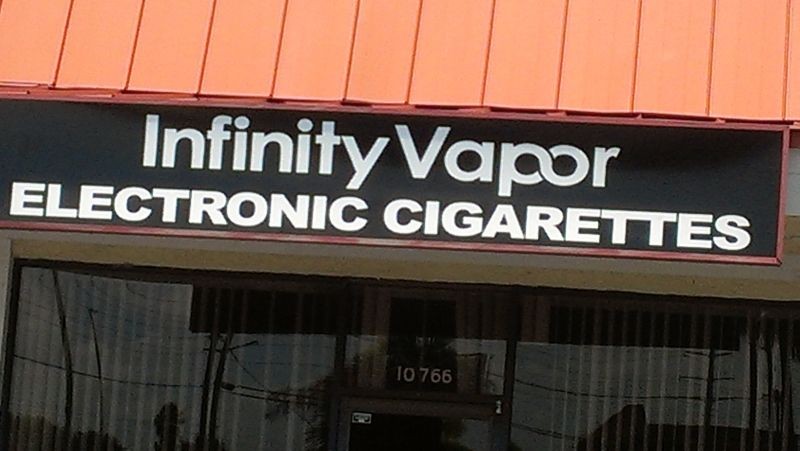 Infinity Vapor
ELECTRONIC CIGARETTES
10766